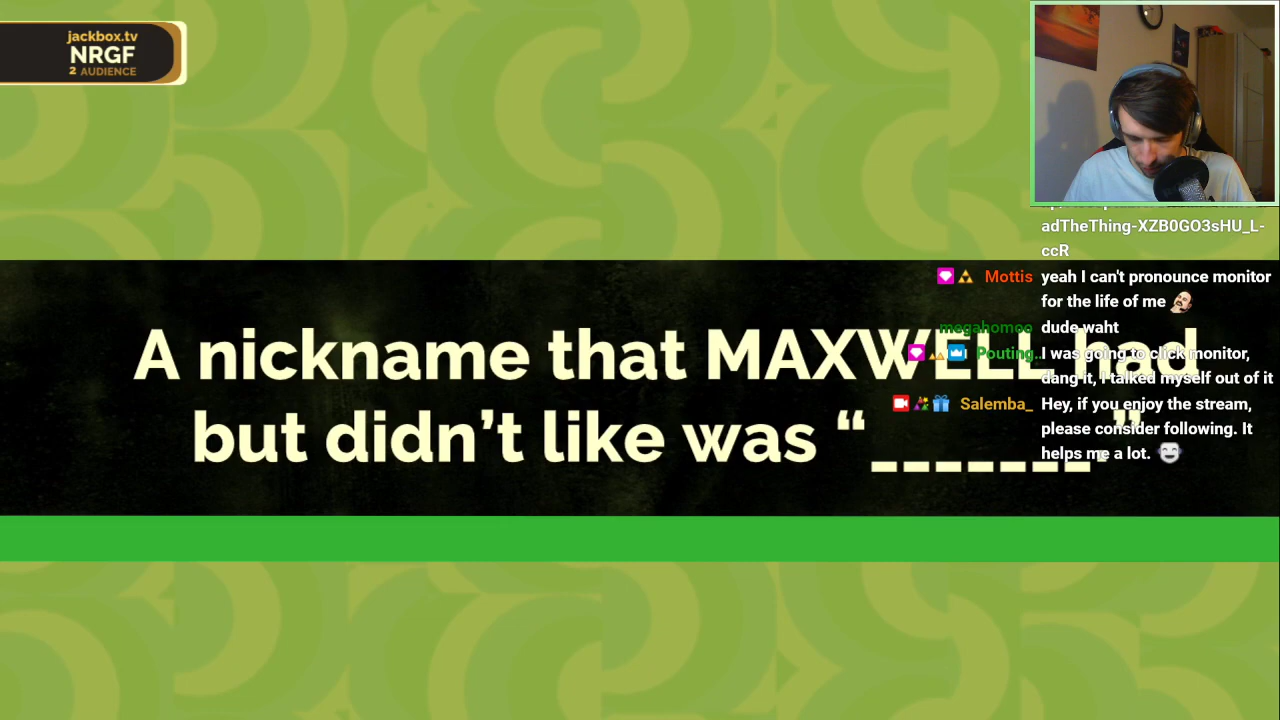 jackbox.tv
NRGF
2 AUDIENCE
A nickname that MAXWELL had
but didn’t like was “_______.”
adTheThing-XZB0GO3sHU_L-
ccR
Mottis yeah I can't pronounce monitor
for the life of me
megahomoo dude waht
Pouting.. I was going to click monitor,
dang it, I talked myself out of it
Salemba_ Hey, if you enjoy the stream,
please consider following. It
helps me a lot.